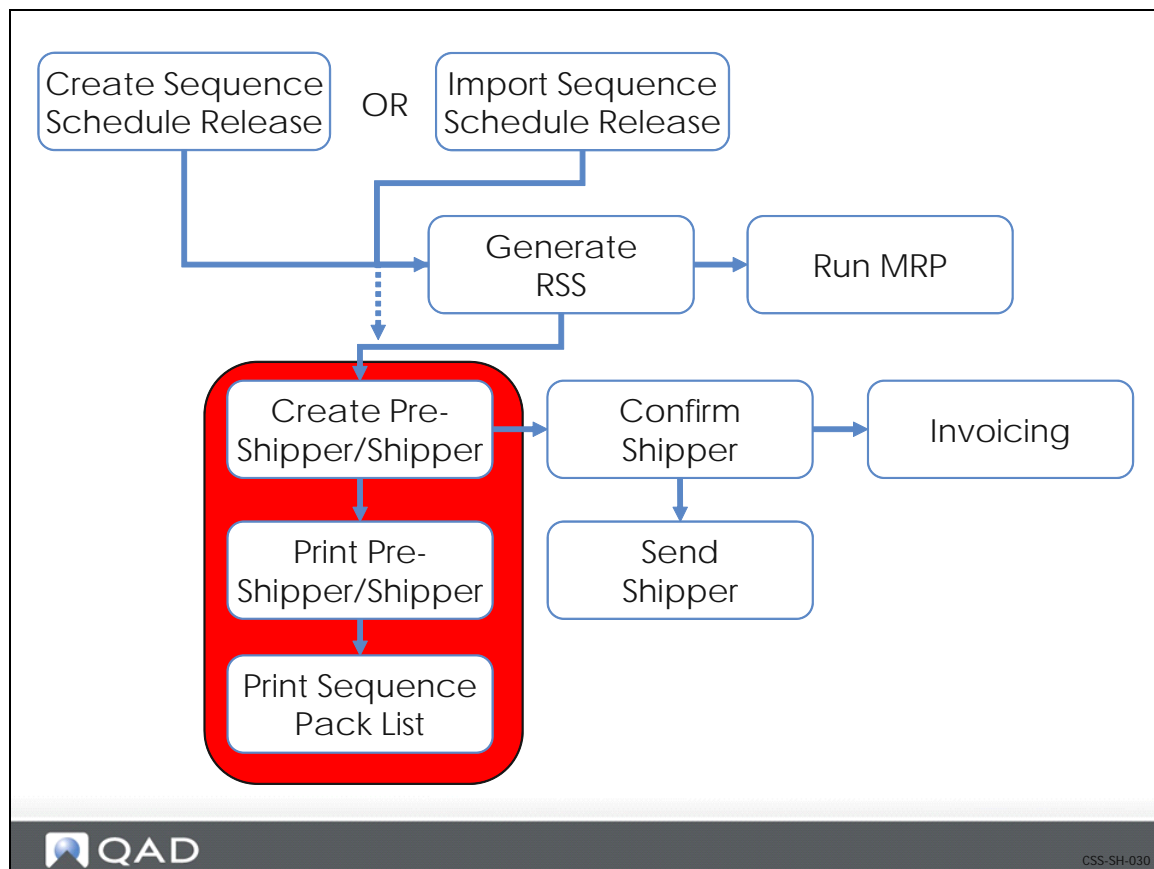 Create Sequence
Schedule Release
OR
Import Sequence
Schedule Release
Generate
RSS
Run MRP
Create Pre-
Shipper/Shipper
Confirm
Shipper
Invoicing
Print Pre-
Shipper/Shipper
Send
Shipper
Print Sequence
Pack List
QAD
CSS-SH-030